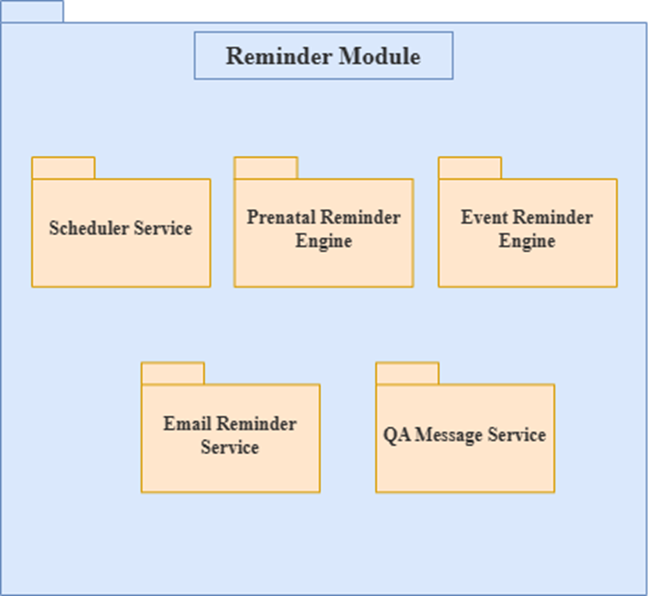 Reminder Module
Scheduler Service
Prenatal Reminder
Engine
Event Reminder
Engine
Email Reminder
Service
QA Message Service